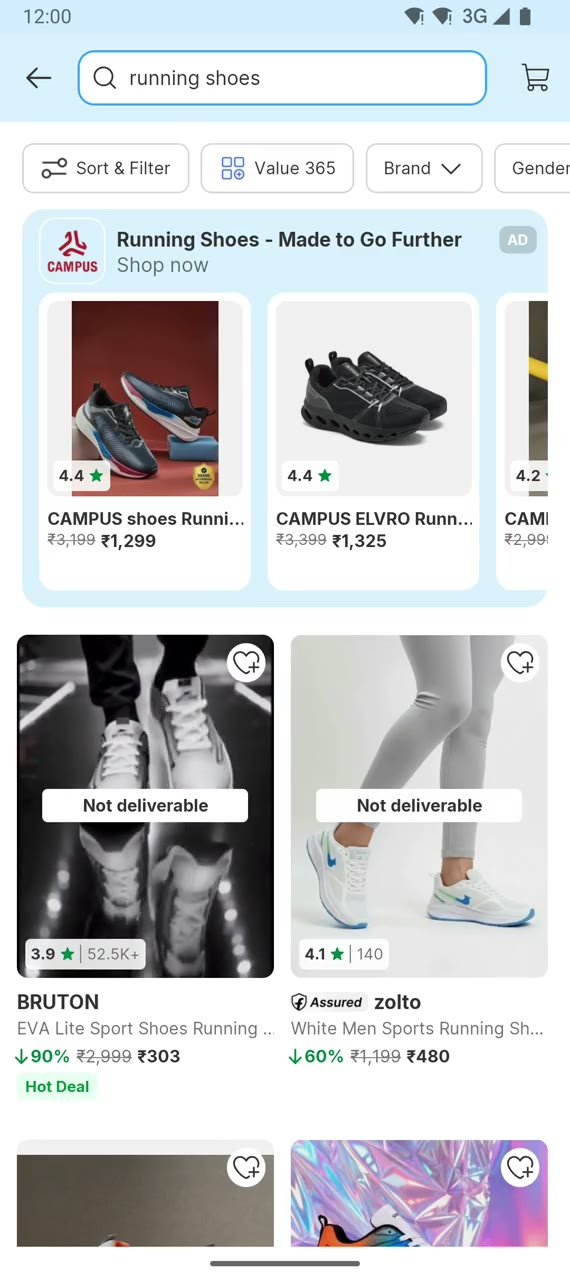 12:00
3G
running shoes
Sort & Filter
Value 365
Brand
Gender
CAMPUS
Running Shoes - Made to Go Further
Shop now
AD
4.4
4.4
4.2
CAMPUS shoes Runni...
CAMPUS ELVRO Runn...
₹3,199 ₹1,299
₹3,399 ₹1,325
Not deliverable
Not deliverable
3.9 | 52.5K+
4.1 | 140
BRUTON
Assured zolto
EVA Lite Sport Shoes Running ...
White Men Sports Running Sh...
↓90% ₹2,999 ₹303
↓60% ₹1,199 ₹480
Hot Deal